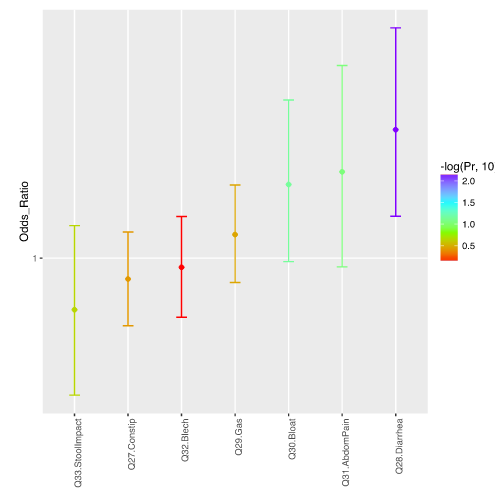 Odds_Ratio
1
Q33.StoolImpact
Q27.Constip
Q32.Blech
Q29.Gas
Q30.Bloat
Q31.AbdomPain
Q28.Diarrhea
-log(Pr, 10
2.0
1.5
1.0
0.5